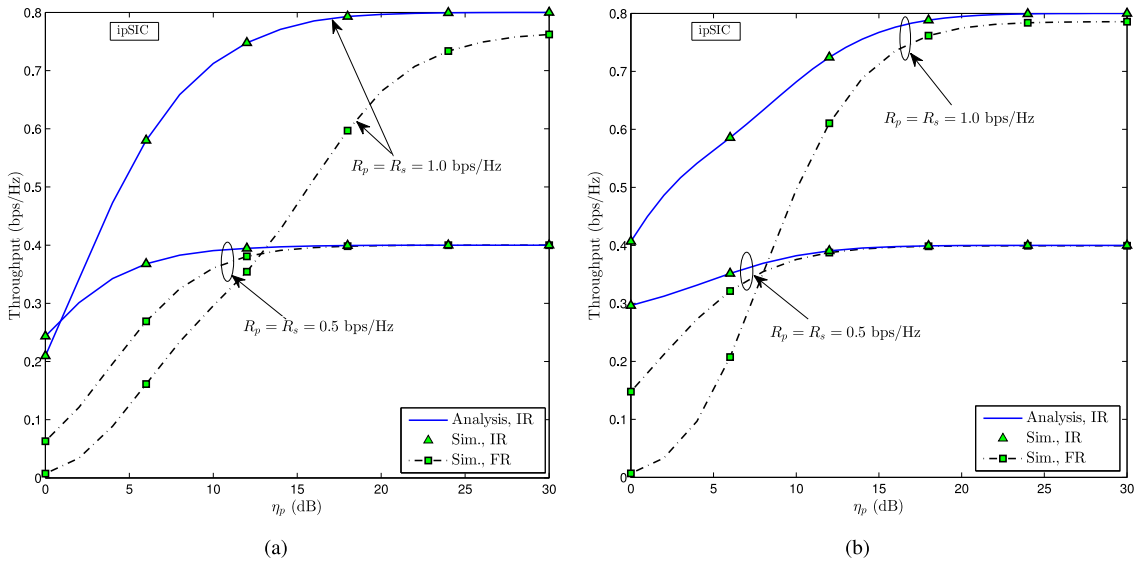 ipSIC
0.8
0.7
0.6
0.5
0.4
0.3
0.2
0.1
0
Throughput (bps/Hz)
R_p = R_s = 1.0 bps/Hz
R_p = R_s = 0.5 bps/Hz
Analysis, IR
Sim., IR
Sim., FR
0 5 10 15 20 25 30
η_p (dB)
(a)
ipSIC
0.8
0.7
0.6
0.5
0.4
0.3
0.2
0.1
0
Throughput (bps/Hz)
R_p = R_s = 1.0 bps/Hz
R_p = R_s = 0.5 bps/Hz
Analysis, IR
Sim., IR
Sim., FR
0 5 10 15 20 25 30
η_p (dB)
(b)